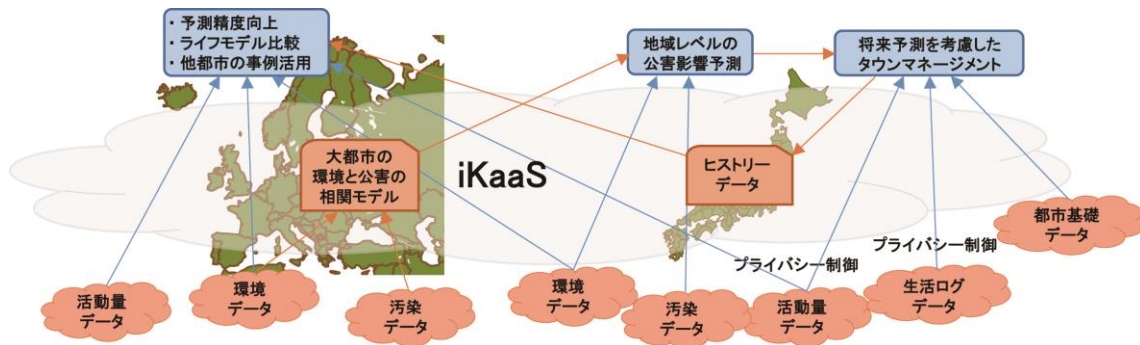 ・ 予測精度向上
・ ライフモデル比較
・ 他都市の事例活用
地域レベルの
公害影響予測
将来予測を考慮した
タウンマネージメント
大都市の
環境と公害の
相関モデル
iKaaS
ヒストリー
データ
都市基礎
データ
プライバシー制御
プライバシー制御
活動量
データ
環境
データ
汚染
データ
環境
データ
汚染
データ
活動量
データ
生活ログ
データ